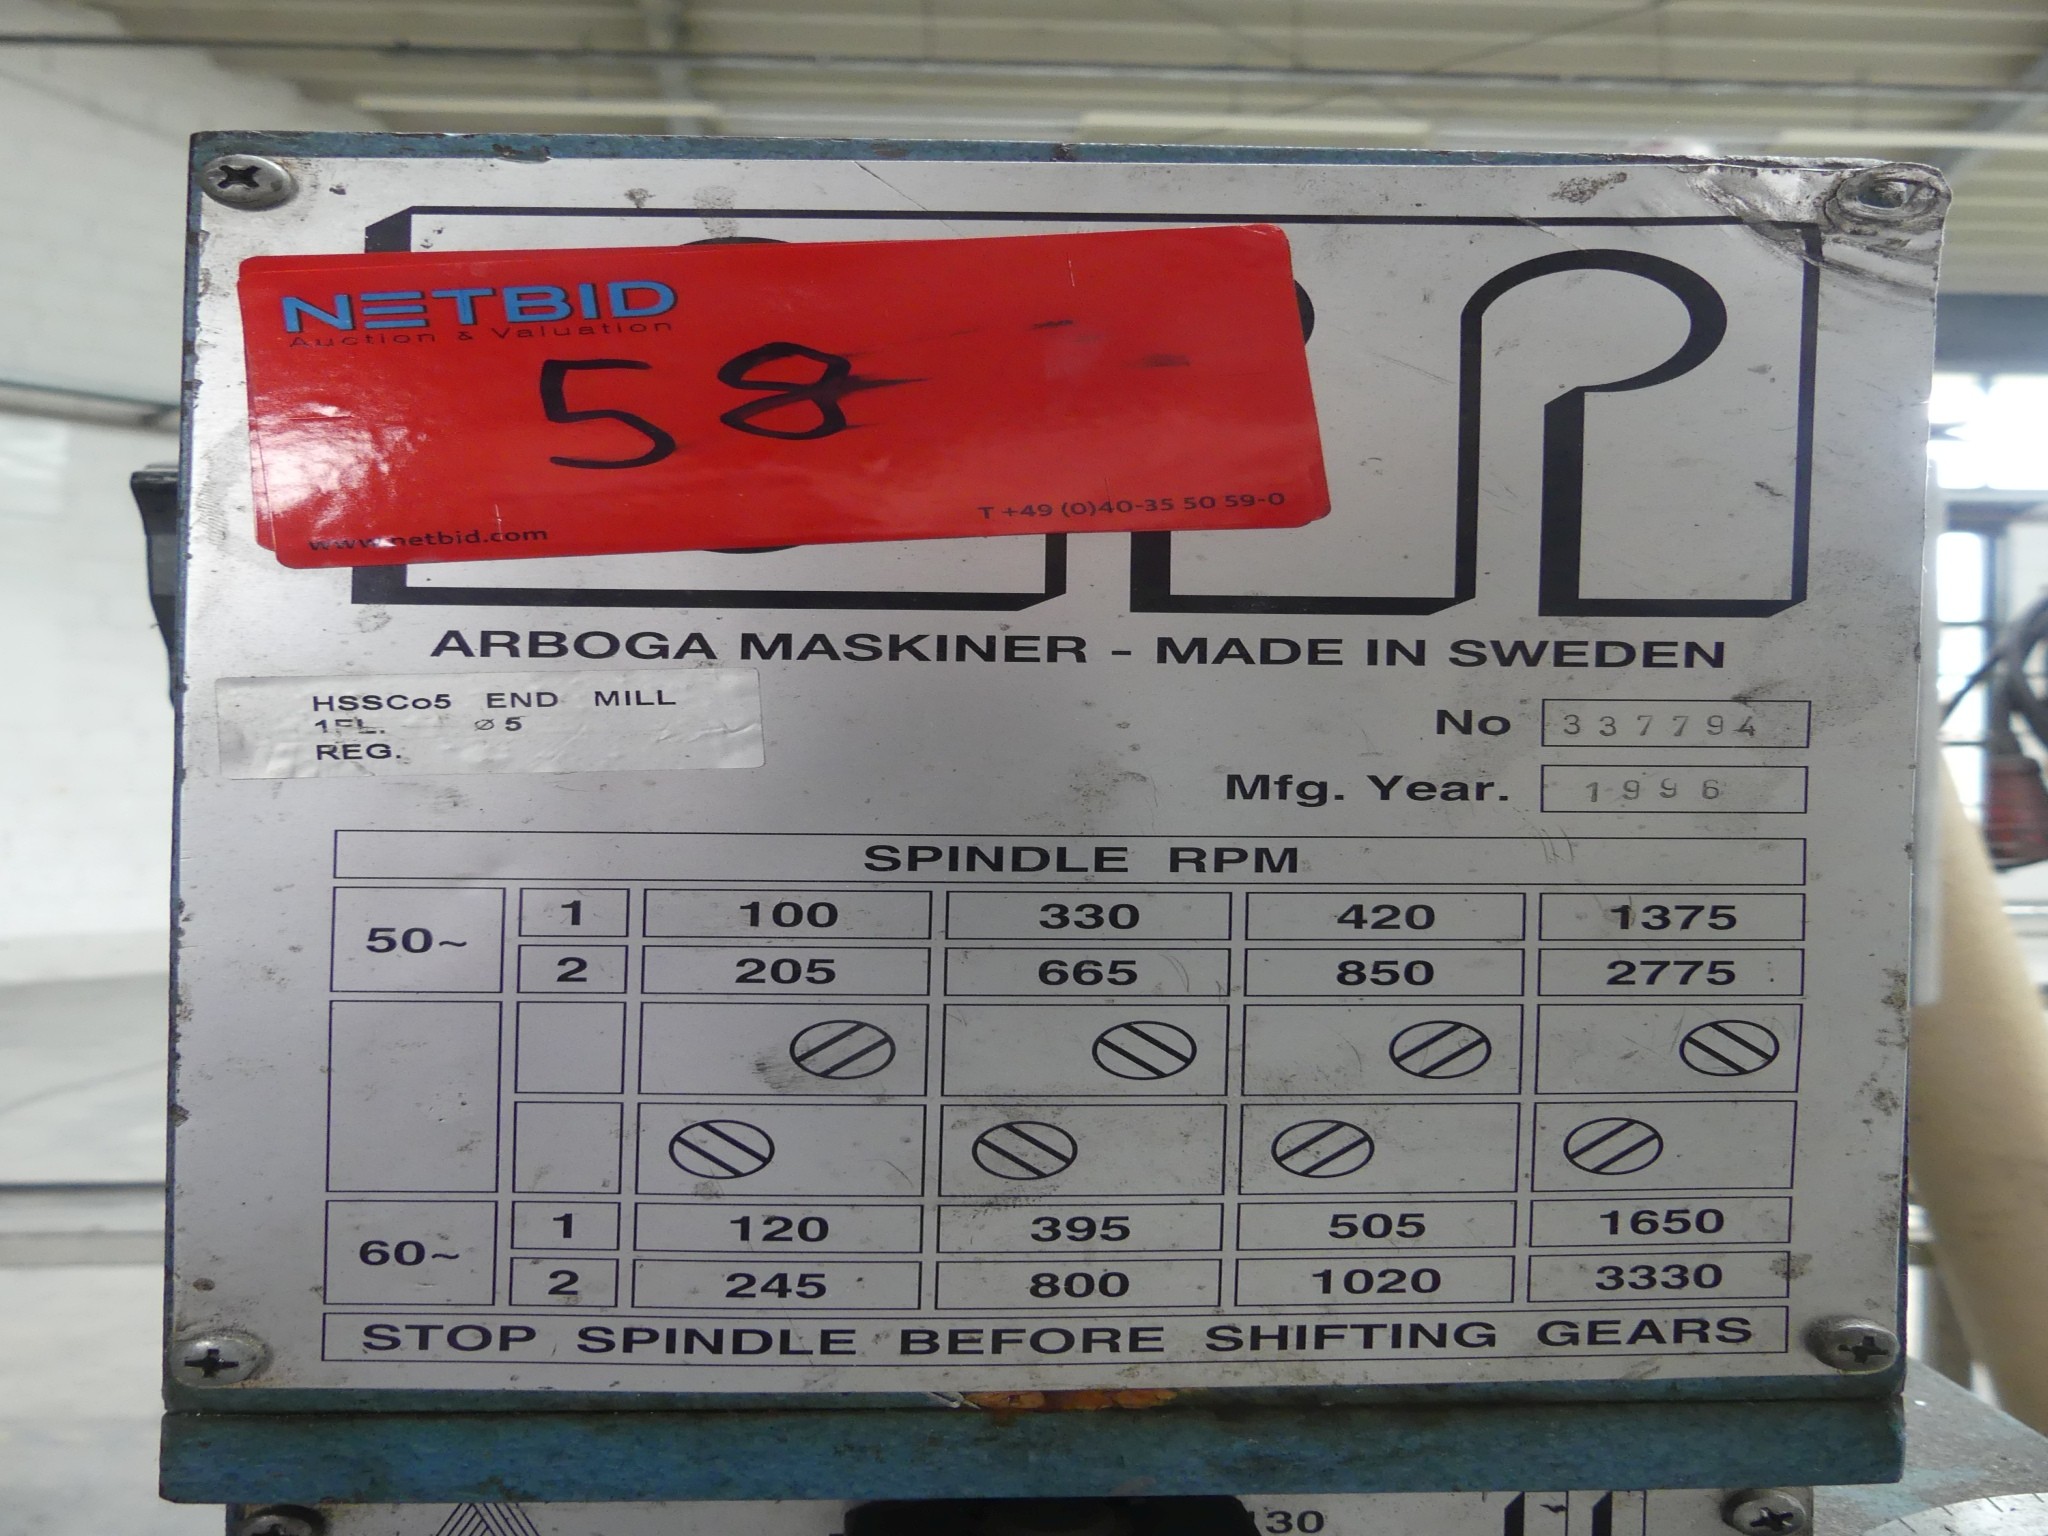 NETBID
Auction & Valuation
58
T +49 (0)40-35 50 59-0
www.netbid.com
ARBOGA MASKINER - MADE IN SWEDEN
HSSCo5 END MILL
1FL. ø 5
REG.
No 337794
Mfg. Year. 1996
SPINDLE RPM
50~ 1 100 330 420 1375
2 205 665 850 2775
60~ 1 120 395 505 1650
2 245 800 1020 3330
STOP SPINDLE BEFORE SHIFTING GEARS